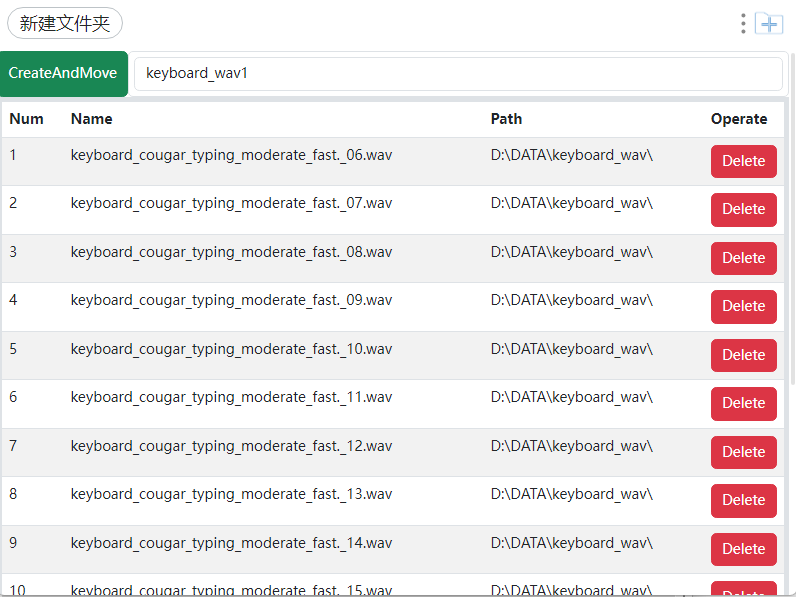 新建文件夹
CreateAndMove keyboard_wav1
Num Name Path Operate
1 keyboard_cougar_typing_moderate_fast._06.wav D:\DATA\keyboard_wav\ Delete
2 keyboard_cougar_typing_moderate_fast._07.wav D:\DATA\keyboard_wav\ Delete
3 keyboard_cougar_typing_moderate_fast._08.wav D:\DATA\keyboard_wav\ Delete
4 keyboard_cougar_typing_moderate_fast._09.wav D:\DATA\keyboard_wav\ Delete
5 keyboard_cougar_typing_moderate_fast._10.wav D:\DATA\keyboard_wav\ Delete
6 keyboard_cougar_typing_moderate_fast._11.wav D:\DATA\keyboard_wav\ Delete
7 keyboard_cougar_typing_moderate_fast._12.wav D:\DATA\keyboard_wav\ Delete
8 keyboard_cougar_typing_moderate_fast._13.wav D:\DATA\keyboard_wav\ Delete
9 keyboard_cougar_typing_moderate_fast._14.wav D:\DATA\keyboard_wav\ Delete
10 keyboard_cougar_typing_moderate_fast._15.wav D:\DATA\keyboard_wav\ Delete